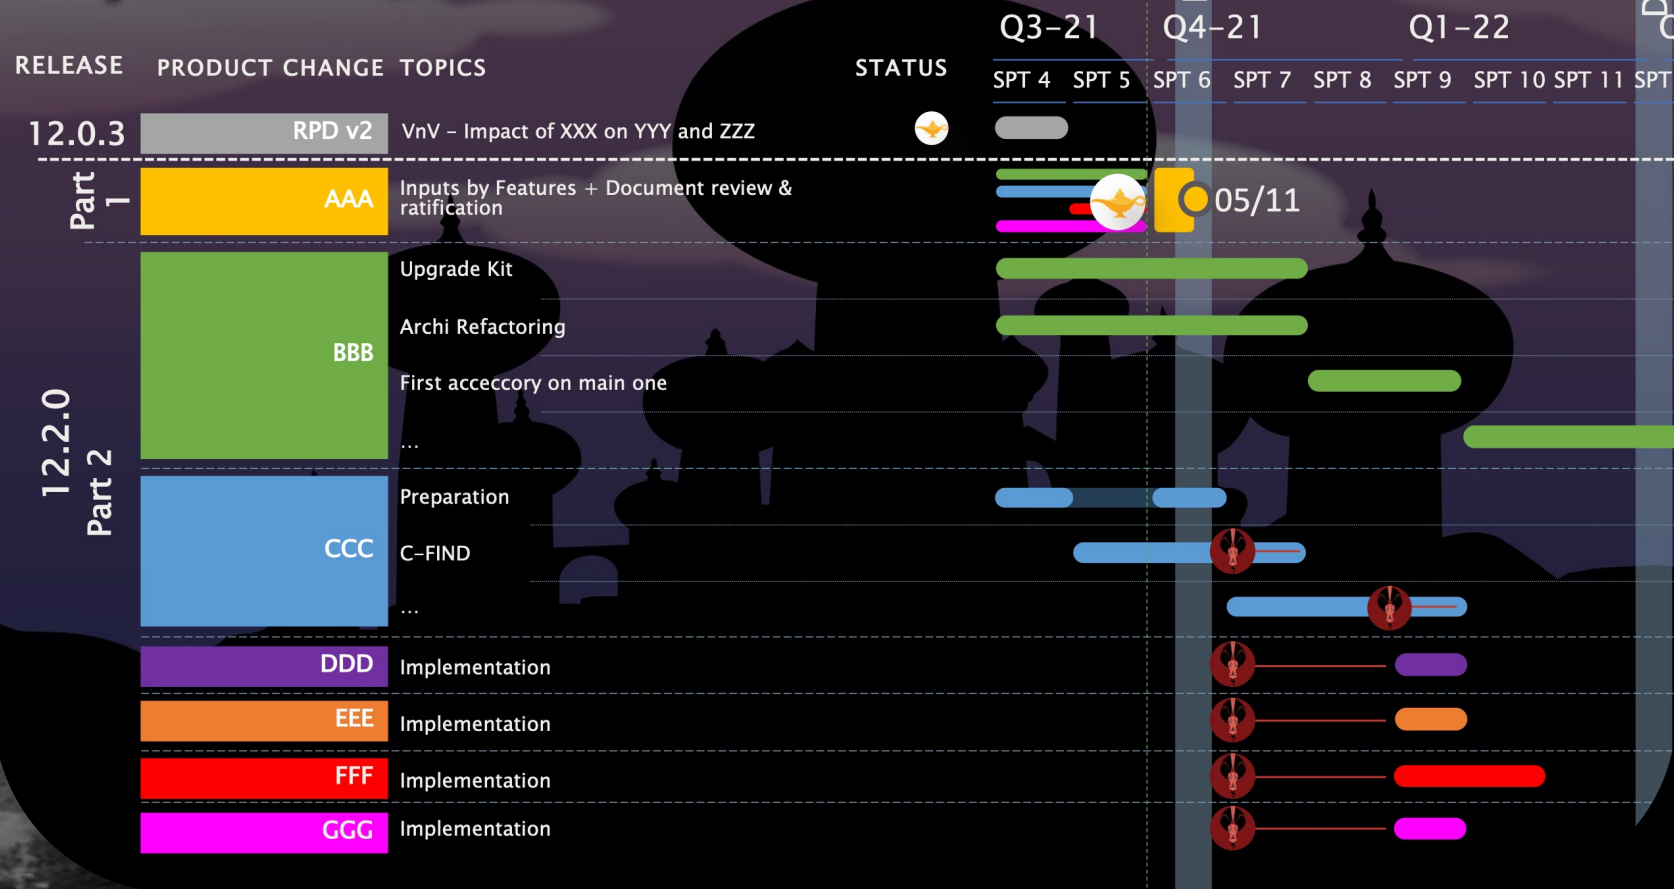 Q3-21 Q4-21 Q1-22
RELEASE PRODUCT CHANGE TOPICS STATUS
SPT 4 SPT 5 SPT 6 SPT 7 SPT 8 SPT 9 SPT 10 SPT 11 SPT
12.0.3 RPD v2 VnV - Impact of XXX on YYY and ZZZ
12.2.0
Part
1
AAA
Inputs by Features + Document review &
ratification
05/11
Part 2
BBB
Upgrade Kit
Archi Refactoring
First acceccory on main one
...
CCC
Preparation
C-FIND
...
DDD Implementation
EEE Implementation
FFF Implementation
GGG Implementation